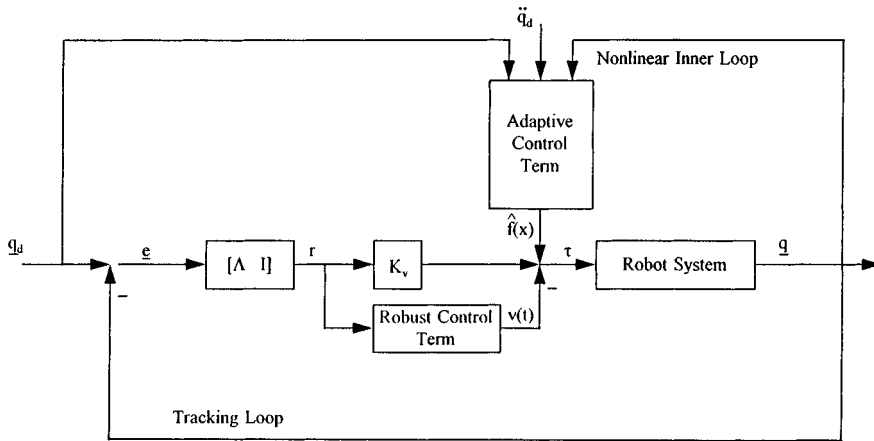 q̈d
Nonlinear Inner Loop
Adaptive
Control
Term
f̂(x)
qd
e
[Λ I]
r
Kv
τ
Robot System
q
−
−
Robust Control
Term
v(t)
Tracking Loop